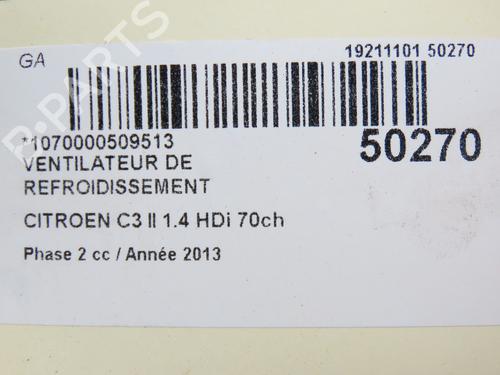 GA
19211101 50270
*1070000509513
50270
VENTILATEUR DE
REFROIDISSEMENT
CITROEN C3 II 1.4 HDi 70ch
Phase 2 cc / Année 2013
B-PARTS